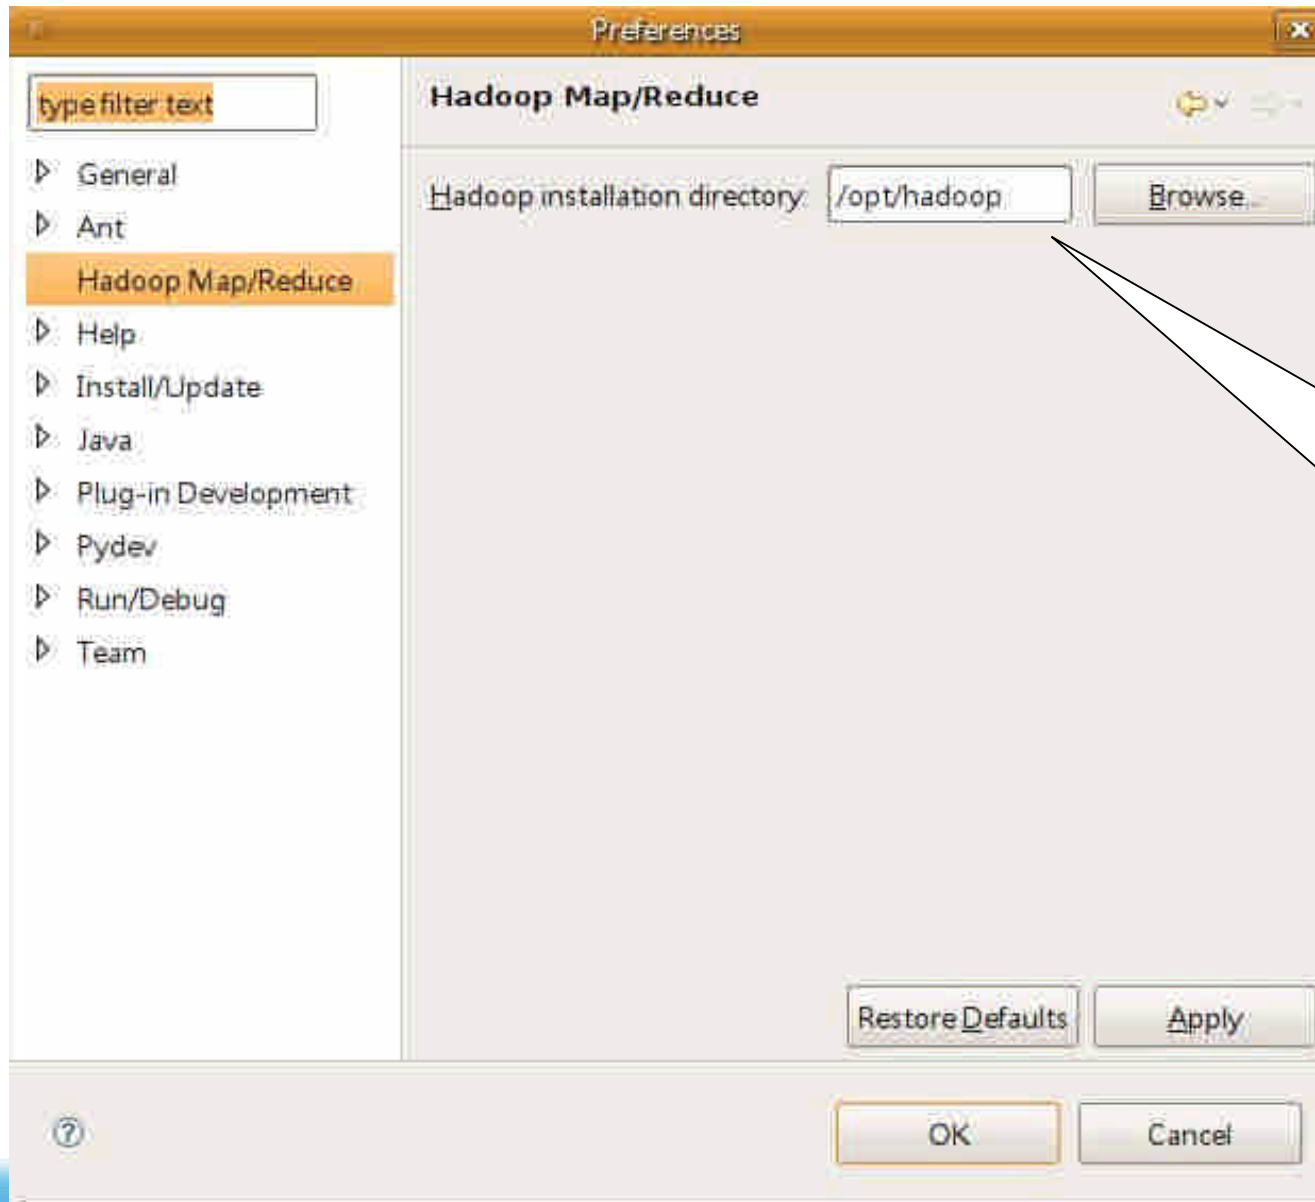 Preferences
type filter text
General
Ant
Hadoop Map/Reduce
Help
Install/Update
Java
Plug-in Development
Pydev
Run/Debug
Team
Hadoop Map/Reduce
Hadoop installation directory: /opt/hadoop Browse...
Restore Defaults Apply
OK Cancel